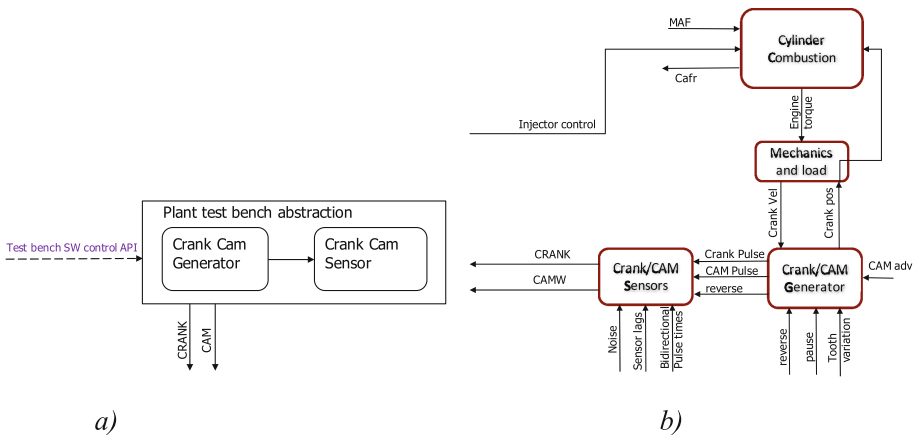 Plant test bench abstraction
Crank Cam
Generator
Crank Cam
Sensor
Test bench SW control API
CRANK
CAM
a)
MAF
Cylinder
Combustion
Cafr
Injector control
Engine
torque
Mechanics
and load
Crank Vel
Crank pos
CRANK
CAMW
Crank/CAM
Sensors
Crank Pulse
CAM Pulse
reverse
Crank/CAM
Generator
CAM adv
Noise
Sensor lags
Bidirectional
Pulse times
reverse
pause
Tooth
variation
b)